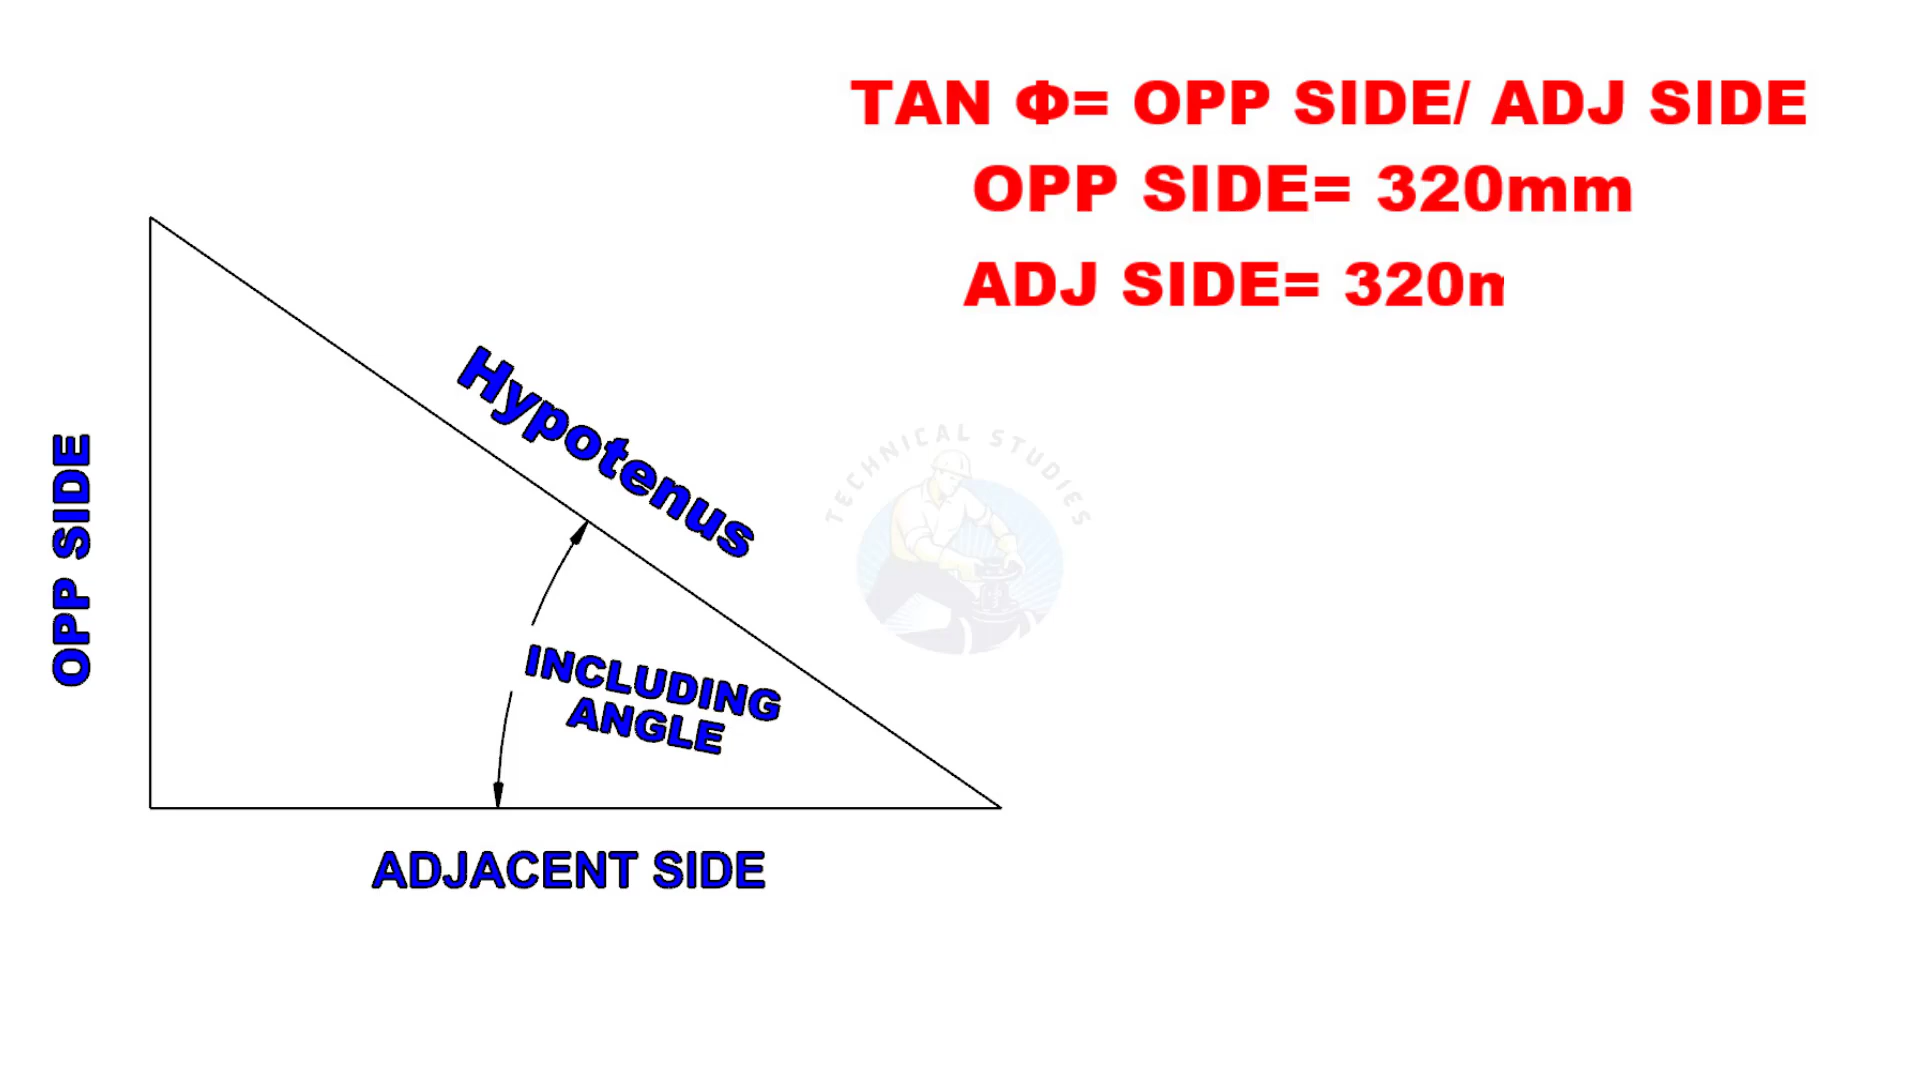 TAN Φ= OPP SIDE/ ADJ SIDE
OPP SIDE= 320mm
ADJ SIDE= 320m
Hypotenus
OPP SIDE
TECHNICAL STUDIES
INCLUDING
ANGLE
ADJACENT SIDE